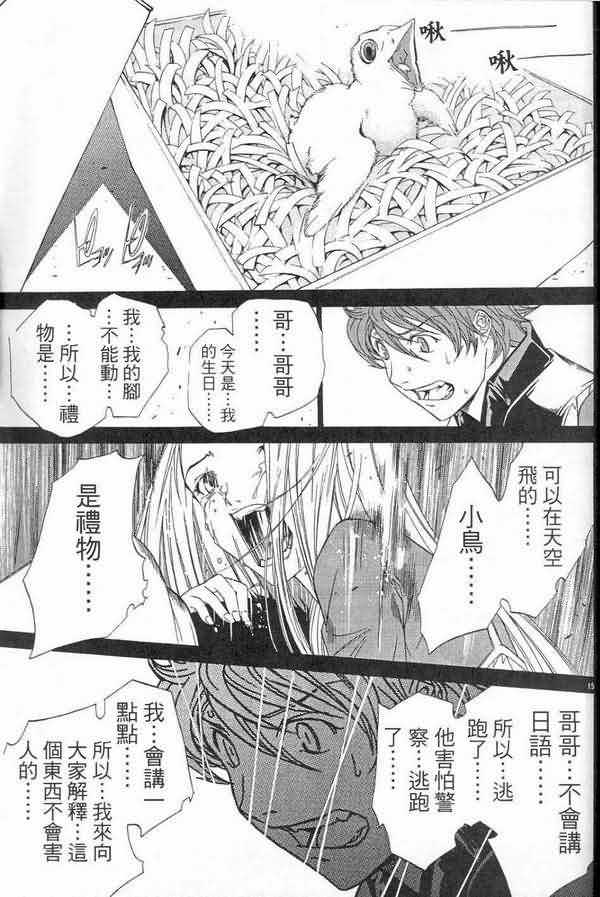 啾
啾
哥…哥哥
……
今天是…我
的生日……
我…我的腳
…不能動…
…所以…禮
物是……
可以在天空
飛的……
小鳥……
是禮物……
哥哥…不會講
日語……
所以…逃
跑了……
他害怕警
察…逃跑
了……
我…會講一
點點……
所以…我來向
大家解釋…這
個東西不會害
人的……